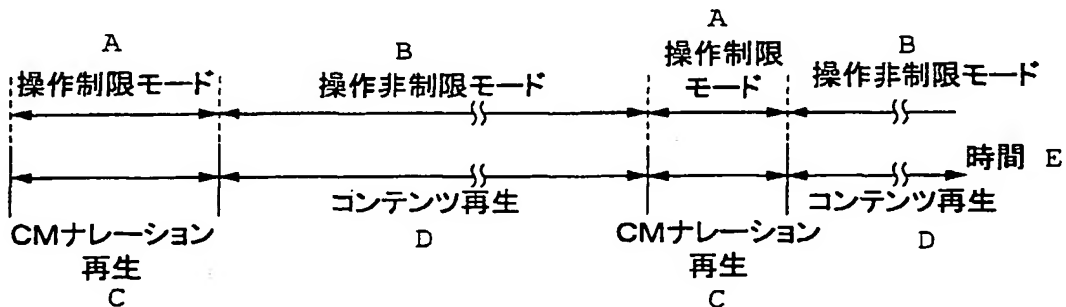 A
操作制限モード
B
操作非制限モード
A
操作制限
モード
B
操作非制限モード
時間 E
CMナレーション
再生
C
コンテンツ再生
D
CMナレーション
再生
C
コンテンツ再生
D